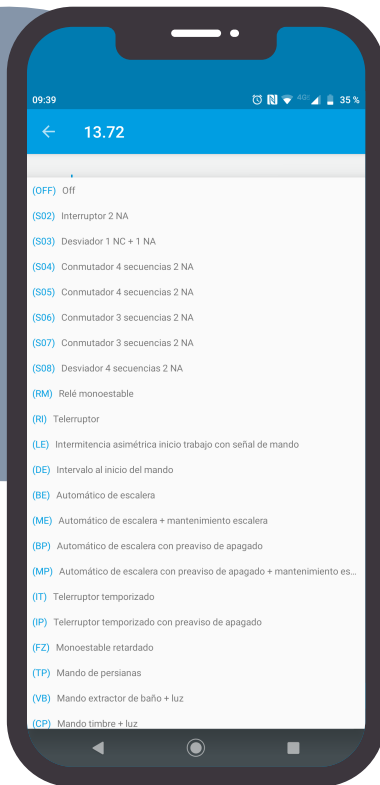 09:39 4G 35 %
13.72
(OFF) Off
(S02) Interruptor 2 NA
(S03) Desviador 1 NC + 1 NA
(S04) Conmutador 4 secuencias 2 NA
(S05) Conmutador 4 secuencias 2 NA
(S06) Conmutador 3 secuencias 2 NA
(S07) Conmutador 3 secuencias 2 NA
(S08) Desviador 4 secuencias 2 NA
(RM) Relé monoestable
(RI) Telerruptor
(LE) Intermitencia asimétrica inicio trabajo con señal de mando
(DE) Intervalo al inicio del mando
(BE) Automático de escalera
(ME) Automático de escalera + mantenimiento escalera
(BP) Automático de escalera con preaviso de apagado
(MP) Automático de escalera con preaviso de apagado + mantenimiento es...
(IT) Telerruptor temporizado
(IP) Telerruptor temporizado con preaviso de apagado
(FZ) Monoestable retardado
(TP) Mando de persianas
(VB) Mando extractor de baño + luz
(CP) Mando timbre + luz